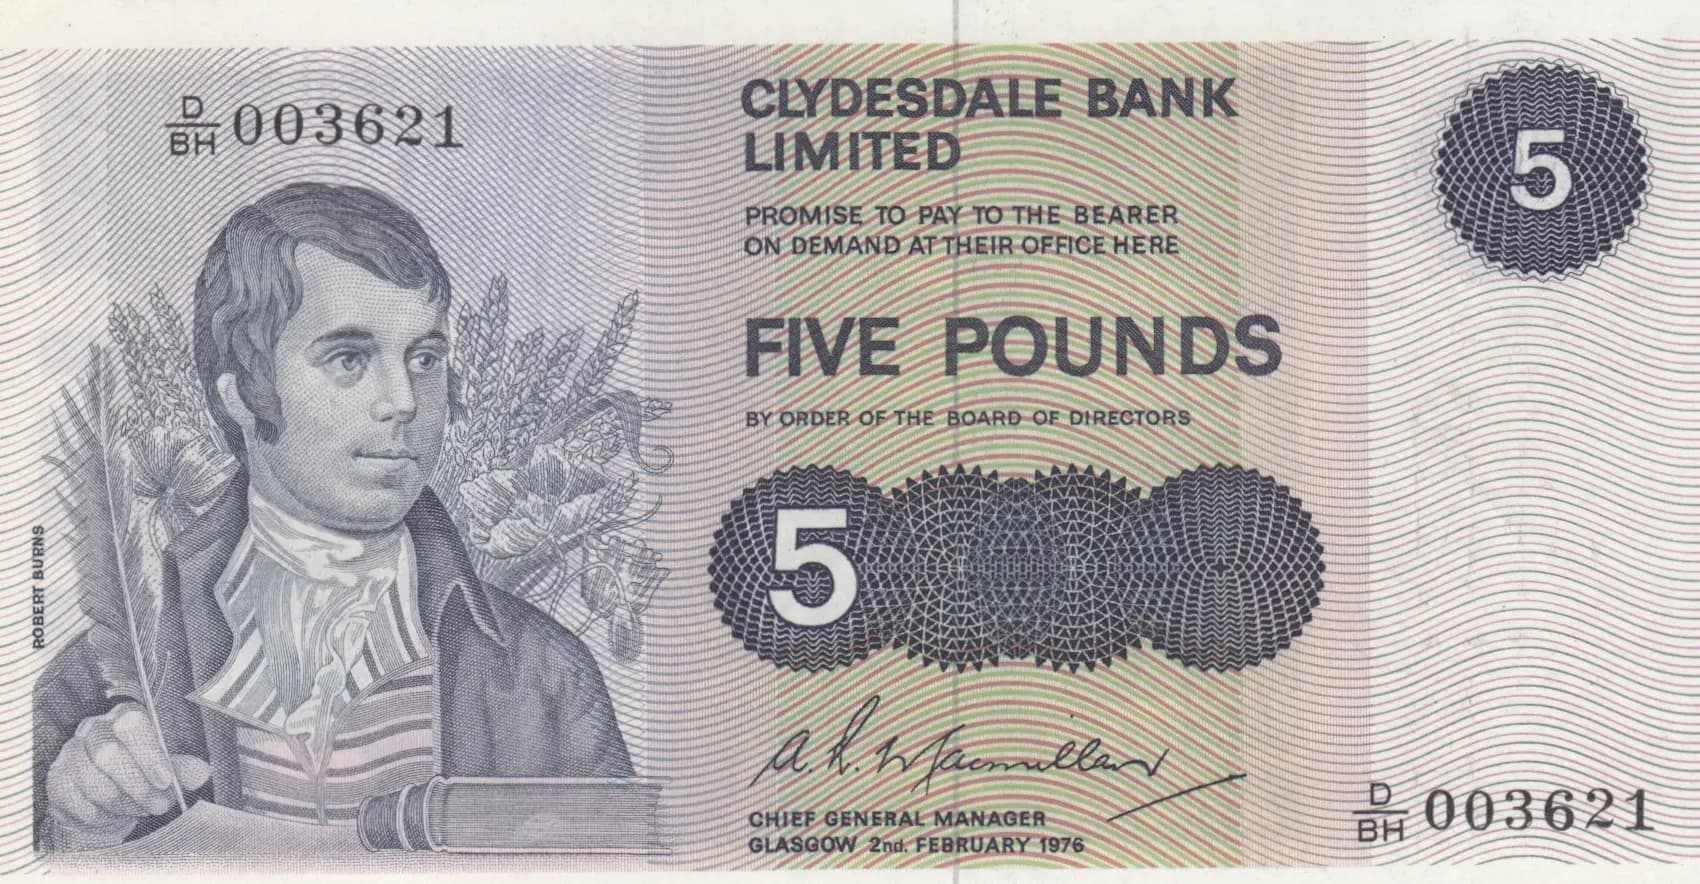 D/BH 003621
CLYDESDALE BANK
LIMITED
PROMISE TO PAY TO THE BEARER
ON DEMAND AT THEIR OFFICE HERE
5
FIVE POUNDS
BY ORDER OF THE BOARD OF DIRECTORS
5
ROBERT BURNS
A. R. Macmillan
CHIEF GENERAL MANAGER
GLASGOW 2nd. FEBRUARY 1976
D/BH 003621